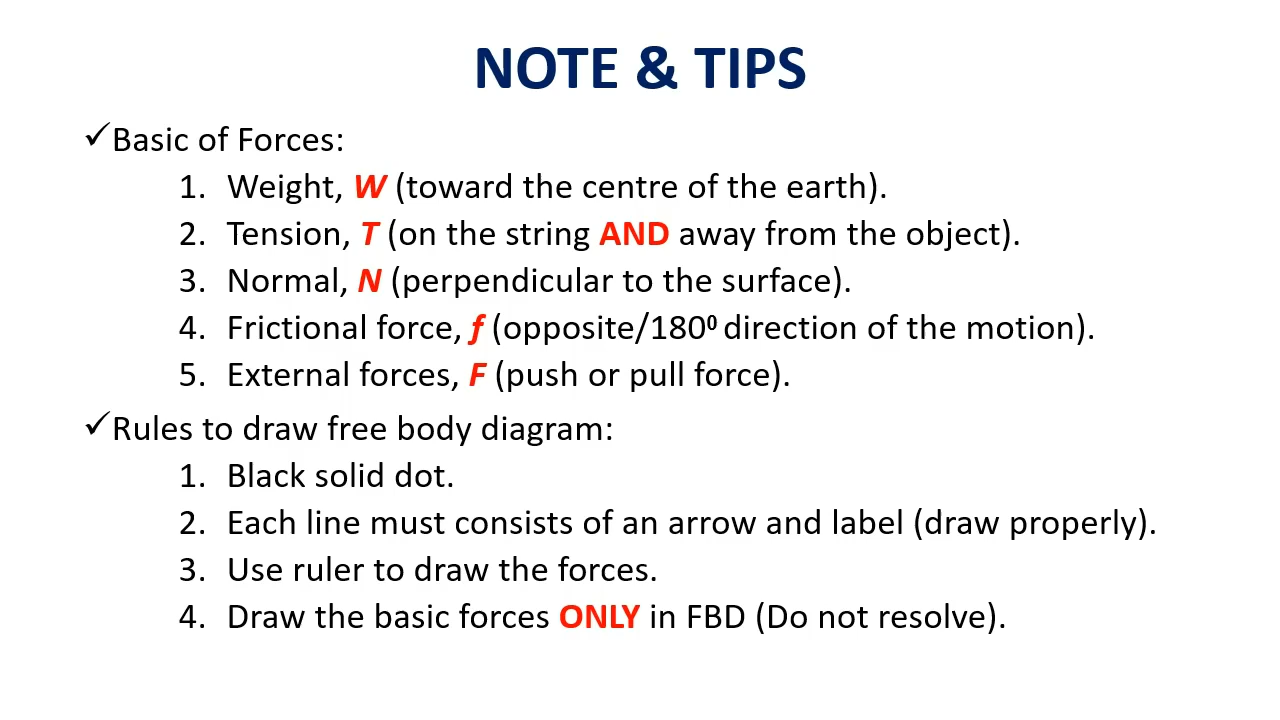 NOTE & TIPS
✓Basic of Forces:
1. Weight, W (toward the centre of the earth).
2. Tension, T (on the string AND away from the object).
3. Normal, N (perpendicular to the surface).
4. Frictional force, f (opposite/180⁰ direction of the motion).
5. External forces, F (push or pull force).
✓Rules to draw free body diagram:
1. Black solid dot.
2. Each line must consists of an arrow and label (draw properly).
3. Use ruler to draw the forces.
4. Draw the basic forces ONLY in FBD (Do not resolve).